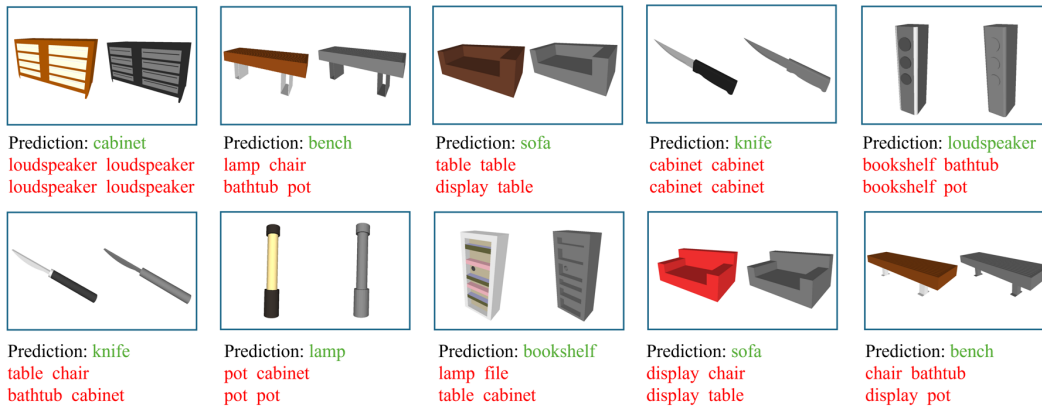 Prediction: cabinet
loudspeaker loudspeaker
loudspeaker loudspeaker
Prediction: bench
lamp chair
bathtub pot
Prediction: sofa
table table
display table
Prediction: knife
cabinet cabinet
cabinet cabinet
Prediction: loudspeaker
bookshelf bathtub
bookshelf pot
Prediction: knife
table chair
bathtub cabinet
Prediction: lamp
pot cabinet
pot pot
Prediction: bookshelf
lamp file
table cabinet
Prediction: sofa
display chair
display table
Prediction: bench
chair bathtub
display pot